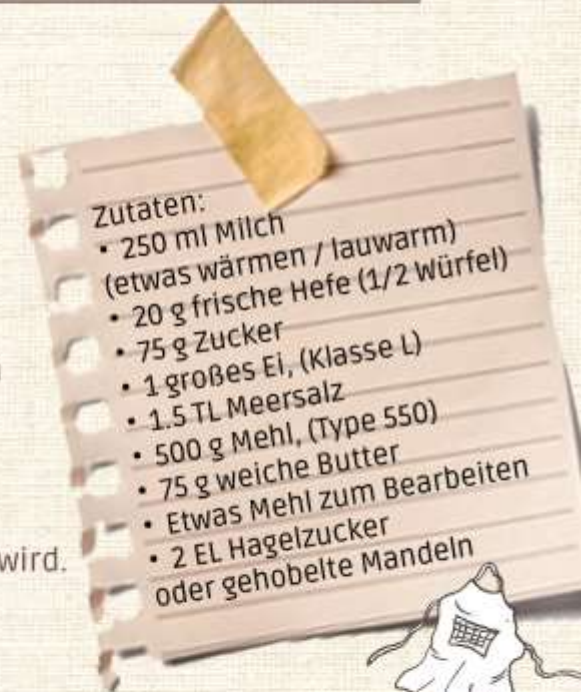 Zutaten:
• 250 ml Milch
(etwas wärmen / lauwarm)
• 20 g frische Hefe (1/2 Würfel)
• 75 g Zucker
• 1 großes Ei, (Klasse L)
• 1.5 TL Meersalz
• 500 g Mehl, (Type 550)
• 75 g weiche Butter
• Etwas Mehl zum Bearbeiten
• 2 EL Hagelzucker
oder gehobelte Mandeln
wird.